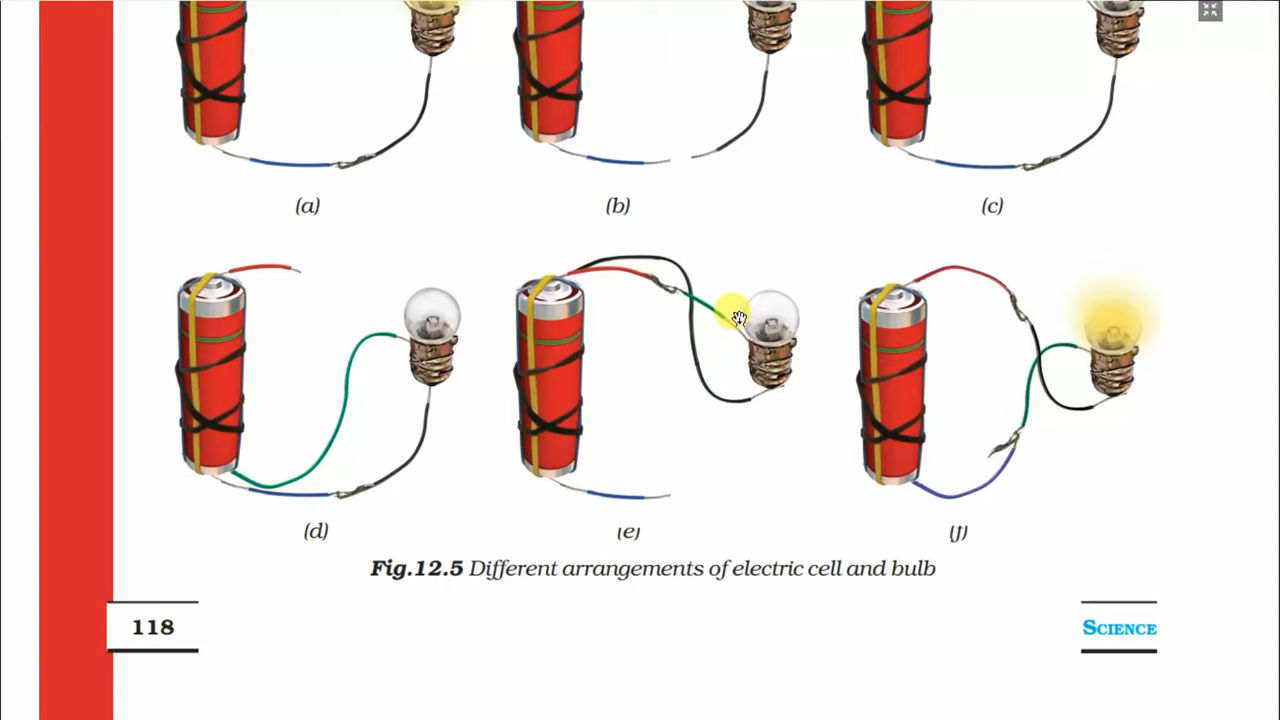 (a)
(b)
(c)
(d)
(e)
(f)
Fig.12.5 Different arrangements of electric cell and bulb
118
SCIENCE